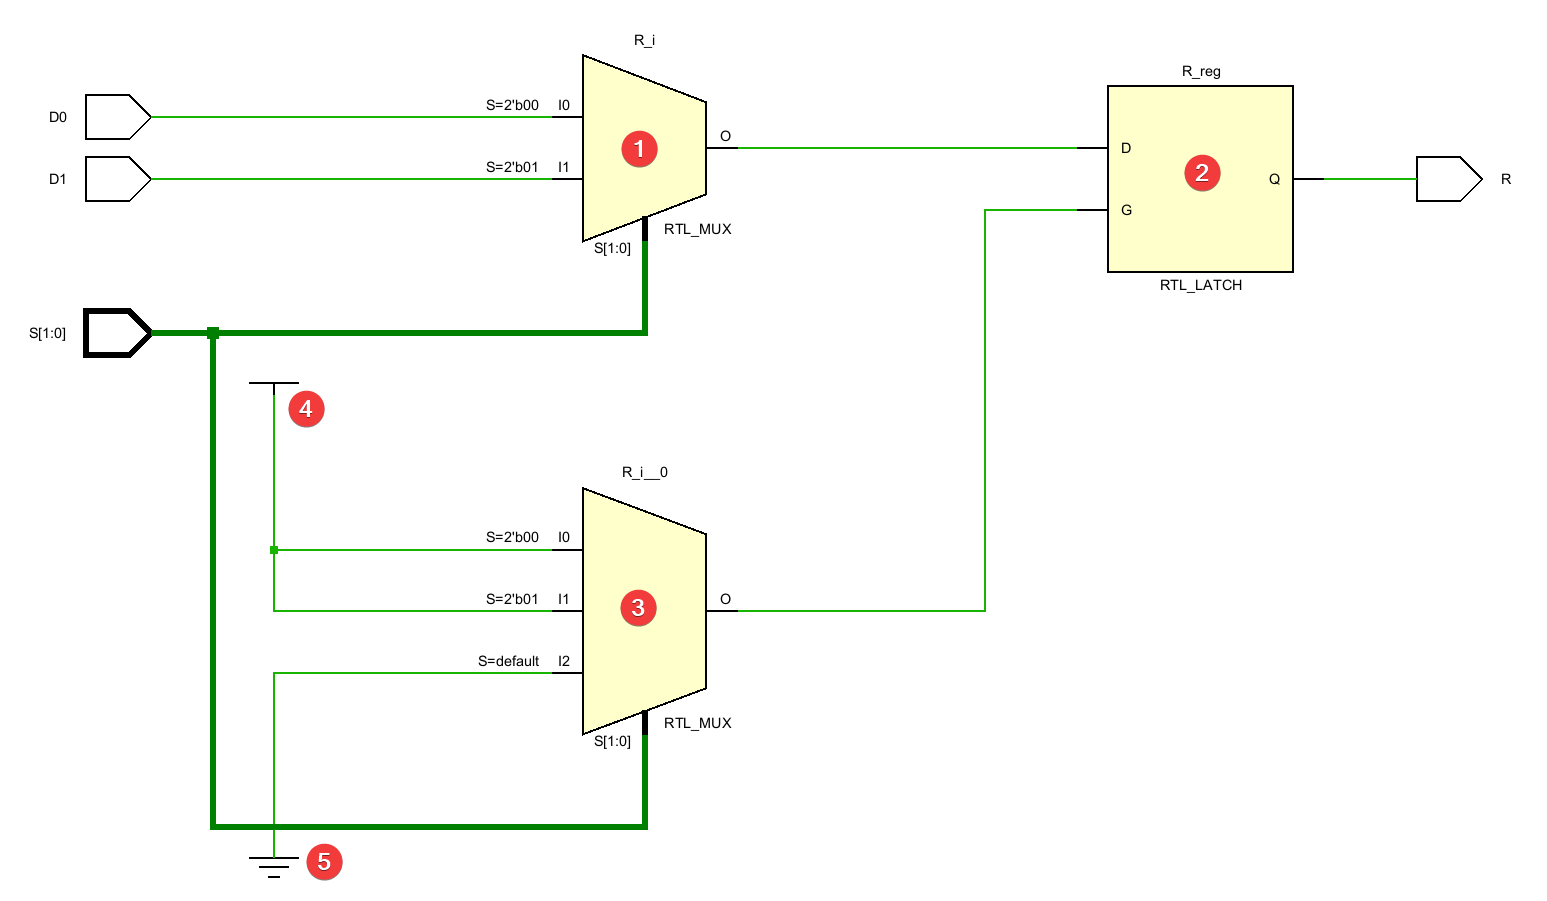 R_i
R_reg
D0
S=2'b00 I0
1
O
D
2
Q
R
D1
S=2'b01 I1
G
S[1:0]
RTL_MUX
RTL_LATCH
S[1:0]
4
R_i__0
S=2'b00 I0
S=2'b01 I1
3
O
S=default I2
S[1:0]
RTL_MUX
5